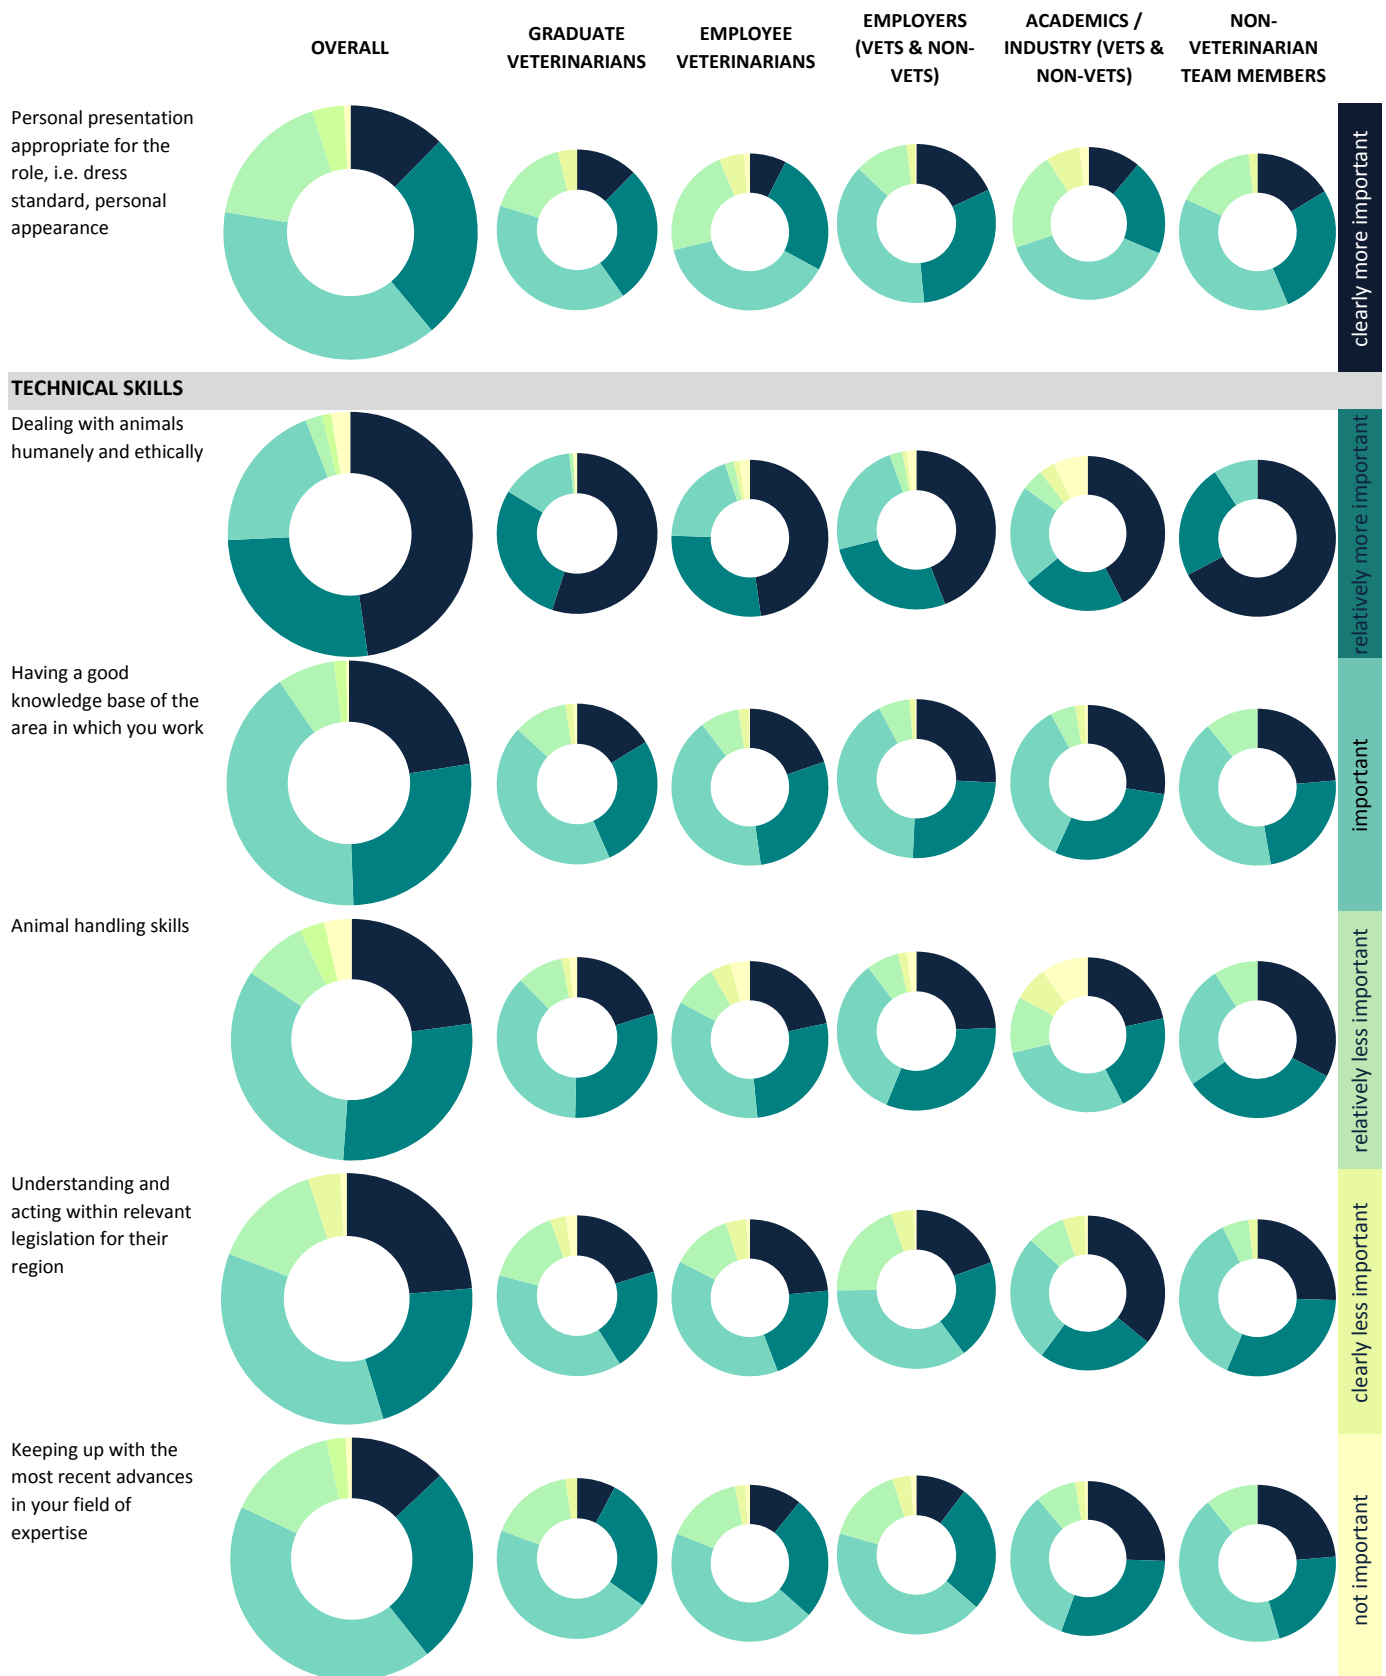 OVERALL
GRADUATE
VETERINARIANS
EMPLOYEE
VETERINARIANS
EMPLOYERS
(VETS & NON-
VETS)
ACADEMICS /
INDUSTRY (VETS &
NON-VETS)
NON-
VETERINARIAN
TEAM MEMBERS
Personal presentation
appropriate for the
role, i.e. dress
standard, personal
appearance
clearly more important
TECHNICAL SKILLS
Dealing with animals
humanely and ethically
relatively more important
Having a good
knowledge base of the
area in which you work
important
Animal handling skills
relatively less important
Understanding and
acting within relevant
legislation for their
region
clearly less important
Keeping up with the
most recent advances
in your field of
expertise
not important